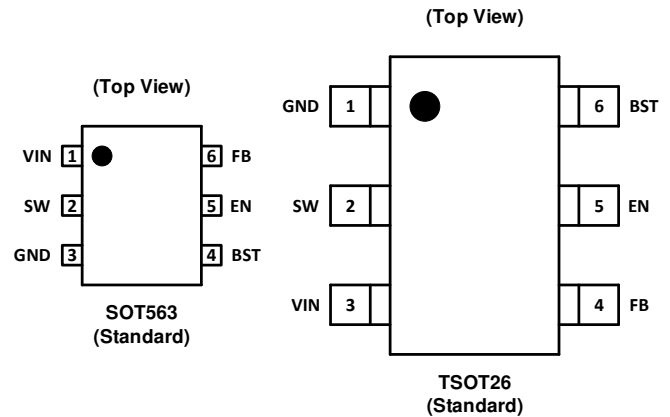 (Top View)
VIN 1 6 FB
SW 2 5 EN
GND 3 4 BST
SOT563
(Standard)
(Top View)
GND 1 6 BST
SW 2 5 EN
VIN 3 4 FB
TSOT26
(Standard)